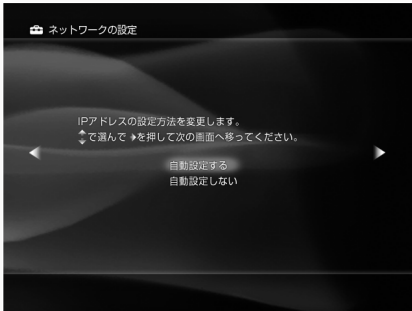 ネットワークの設定
IPアドレスの設定方法を変更します。
で選んで を押して次の画面へ移ってください。
自動設定する
自動設定しない